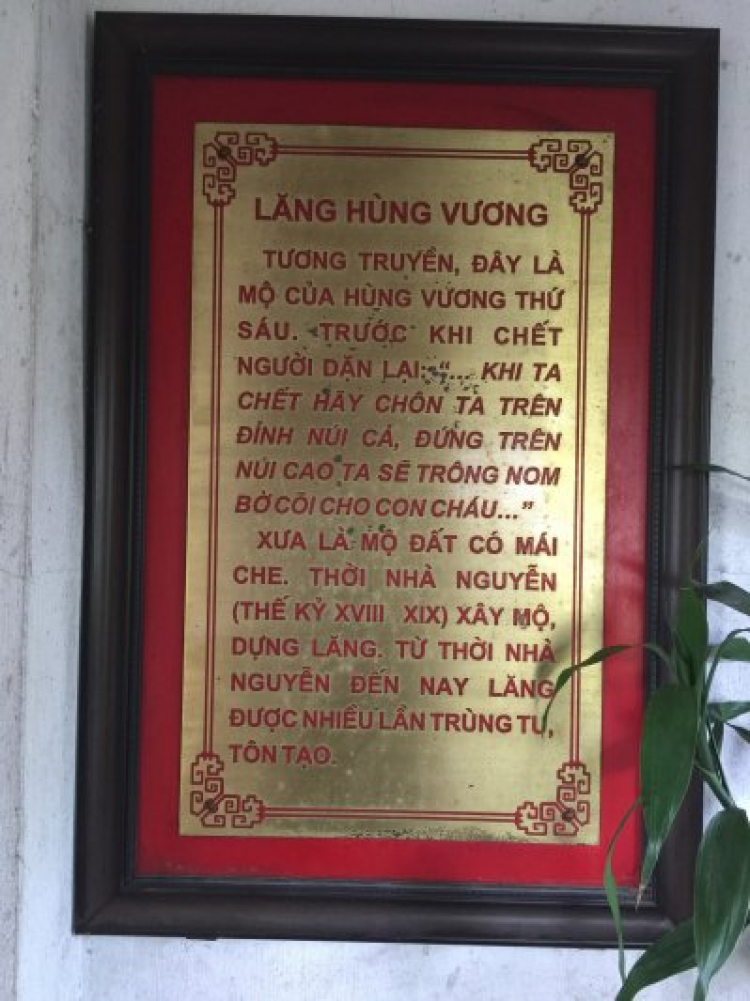 LĂNG HÙNG VƯƠNG
TƯƠNG TRUYỀN, ĐÂY LÀ
MỘ CỦA HÙNG VƯƠNG THỨ
SÁU. TRƯỚC KHI CHẾT
NGƯỜI DẶN LẠI: “... KHI TA
CHẾT HÃY CHÔN TA TRÊN
ĐỈNH NÚI CẢ, ĐỨNG TRÊN
NÚI CAO TA SẼ TRÔNG NOM
BỜ CÕI CHO CON CHÁU...”
XƯA LÀ MỘ ĐẤT CÓ MÁI
CHE. THỜI NHÀ NGUYỄN
(THẾ KỶ XVIII XIX) XÂY MỘ,
DỰNG LĂNG. TỪ THỜI NHÀ
NGUYỄN ĐẾN NAY LĂNG
ĐƯỢC NHIỀU LẦN TRÙNG TU,
TÔN TẠO.